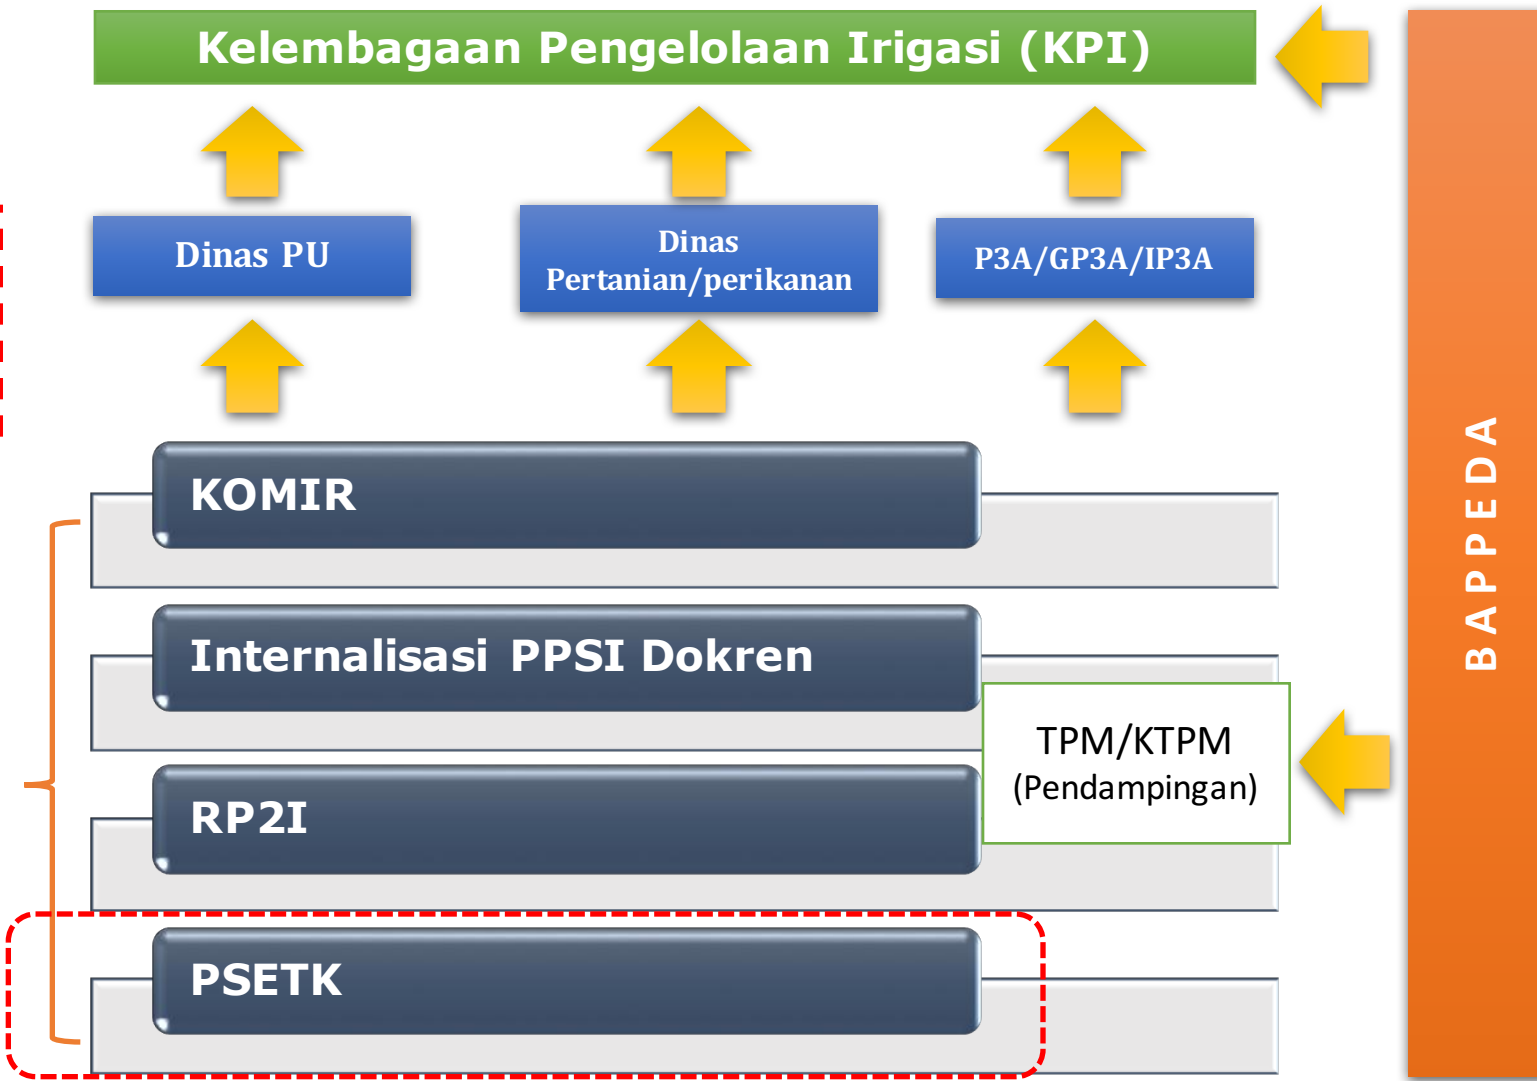 Kelembagaan Pengelolaan Irigasi (KPI)
Dinas PU
Dinas
Pertanian/perikanan
P3A/GP3A/IP3A
KOMIR
Internalisasi PPSI Dokren
TPM/KTPM
(Pendampingan)
RP2I
PSETK
BAPPEDA